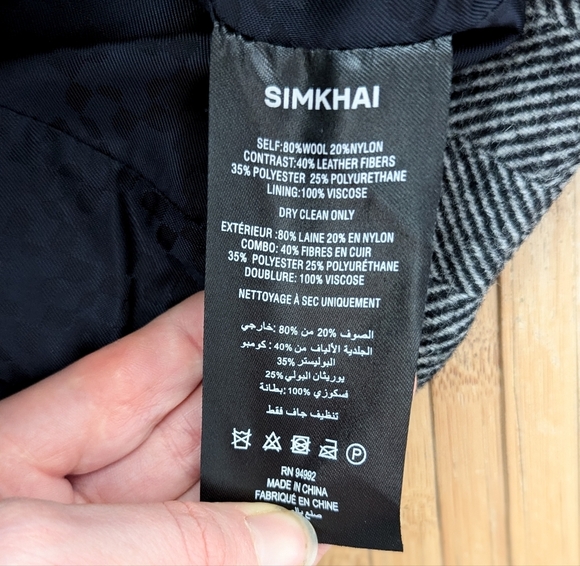 SIMKHAI
SELF:80%WOOL 20%NYLON
CONTRAST:40% LEATHER FIBERS
35% POLYESTER 25% POLYURETHANE
LINING:100% VISCOSE
DRY CLEAN ONLY
EXTÉRIEUR :80% LAINE 20% EN NYLON
COMBO: 40% FIBRES EN CUIR
35% POLYESTER 25% POLYURÉTHANE
DOUBLURE: 100% VISCOSE
NETTOYAGE À SEC UNIQUEMENT
الصوف %20 من %80 :خارجي
الجلدية الألياف من %40 : كومبو
البوليستر %35
يوريثان البولي %25
فسكوزي %100 :بطانة
تنظيف جاف فقط
P
RN 94992
MADE IN CHINA
FABRIQUÉ EN CHINE
صنع